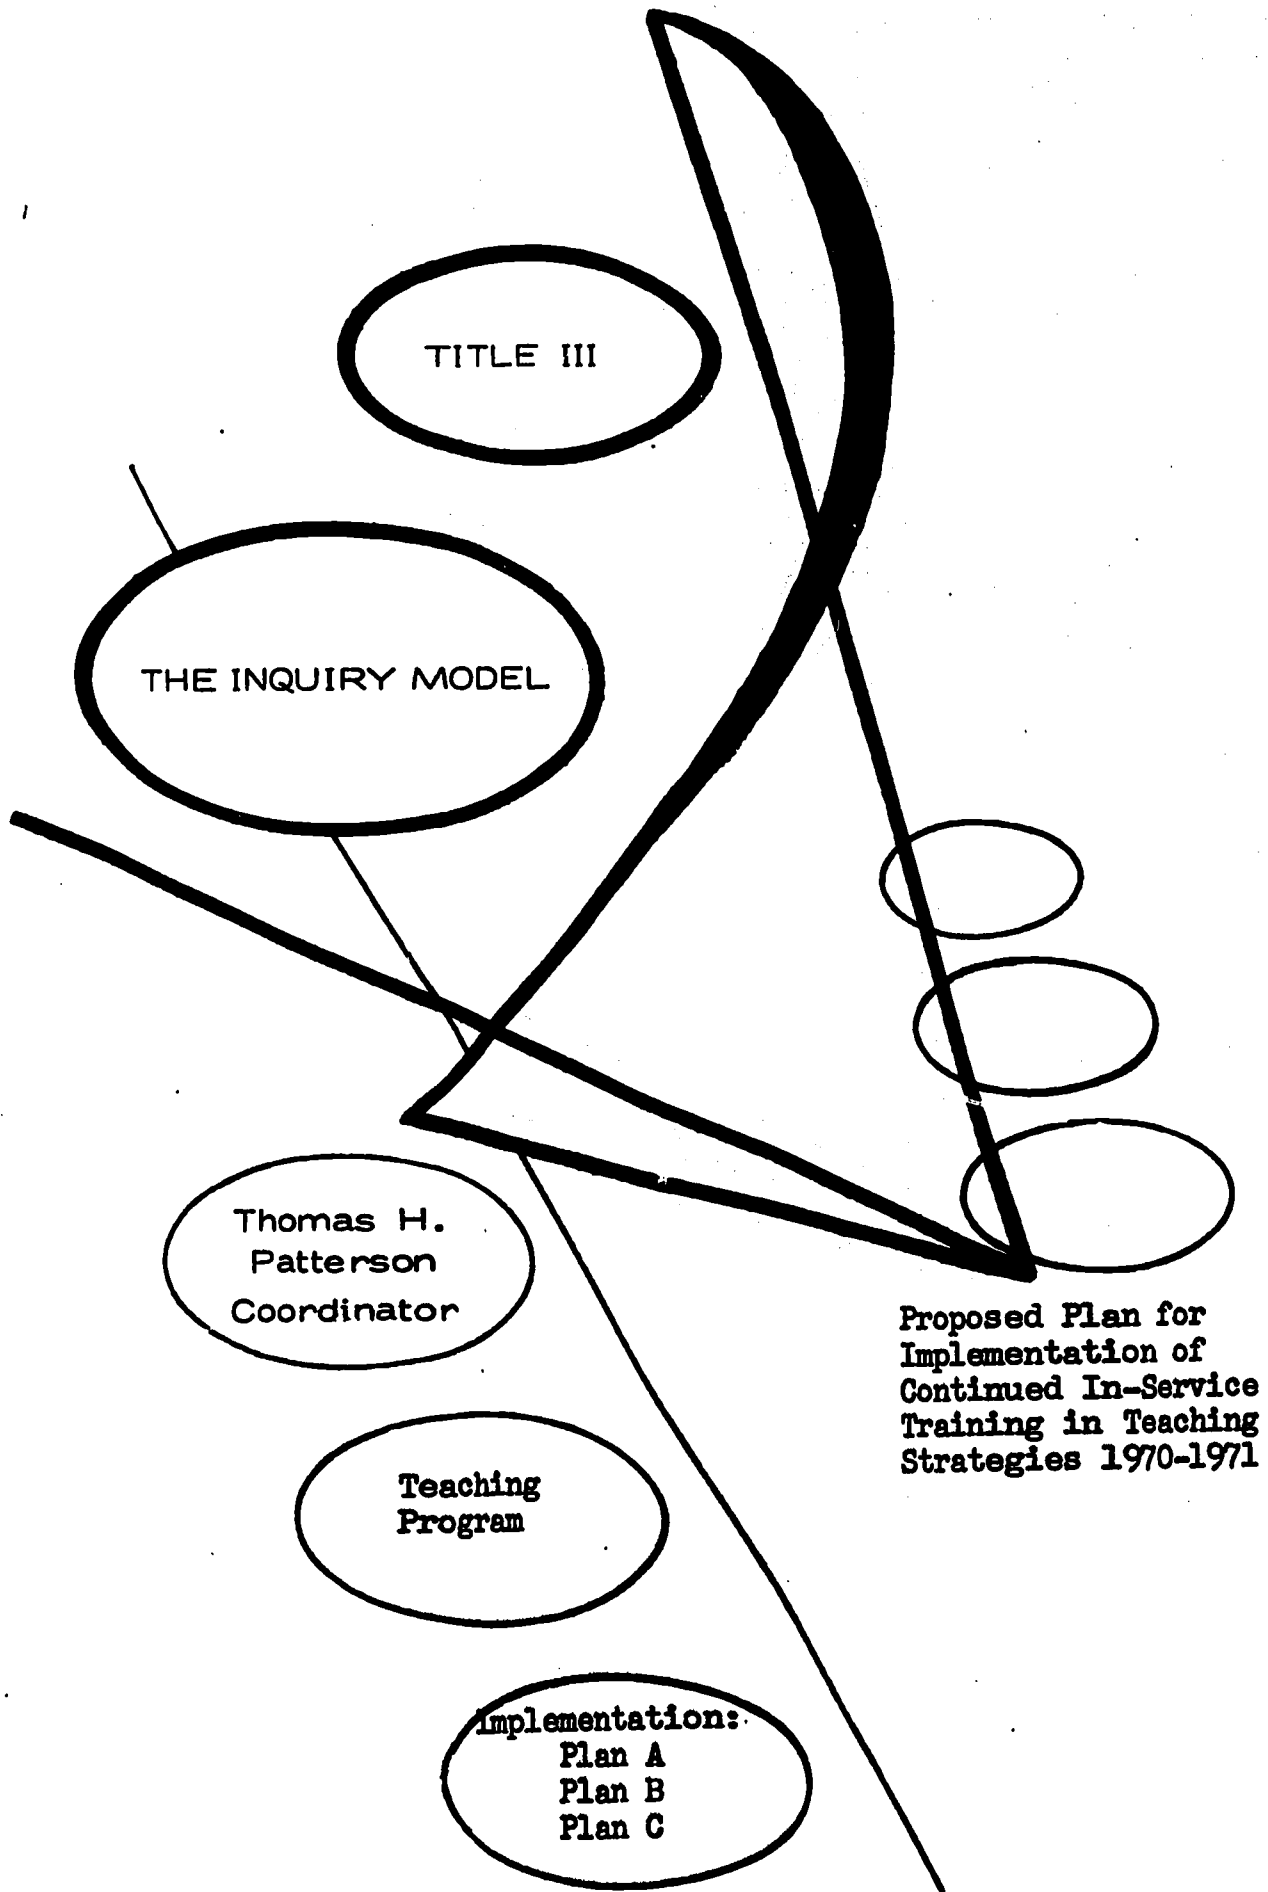 TITLE III
THE INQUIRY MODEL
Thomas H.
Patterson
Coordinator
Proposed Plan for
Implementation of
Continued In-Service
Training in Teaching
Strategies 1970-1971
Teaching
Program
Implementation:
Plan A
Plan B
Plan C